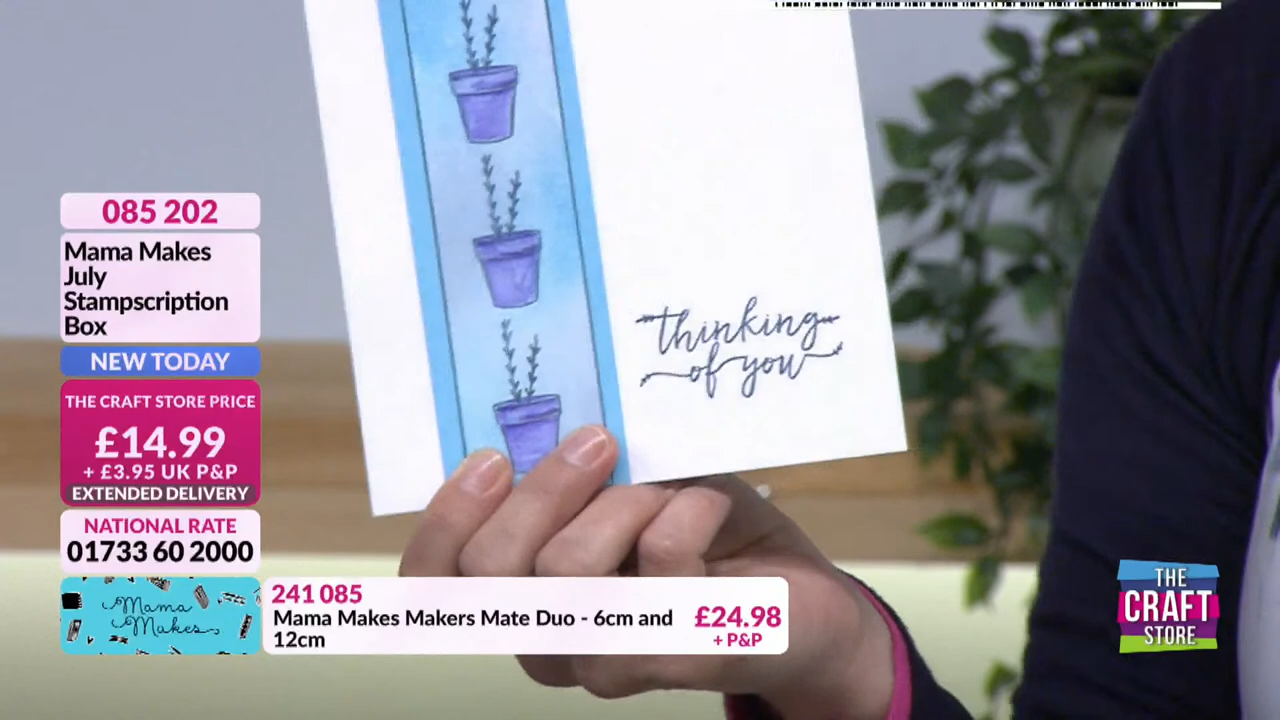 085 202
Mama Makes
July
Stampscription
Box
NEW TODAY
THE CRAFT STORE PRICE
£14.99
+ £3.95 UK P&P
EXTENDED DELIVERY
NATIONAL RATE
01733 60 2000
Mama
Makes
241 085
Mama Makes Makers Mate Duo - 6cm and
12cm
£24.98
+ P&P
thinking
of you
THE
CRAFT
STORE